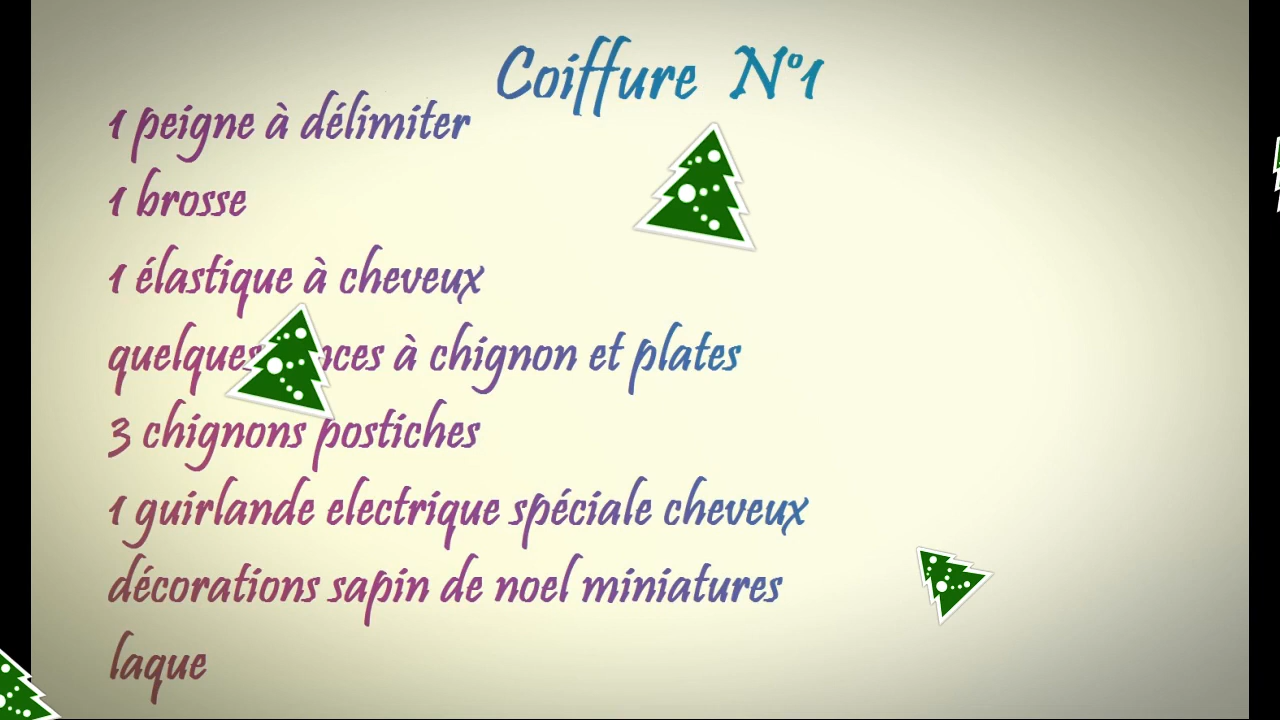 Coiffure N°1
1 peigne à délimiter
1 brosse
1 élastique à cheveux
quelques à chignon et plates
3 chignons postiches
1 guirlande electrique spéciale cheveux
décorations sapin de noel miniatures
laque